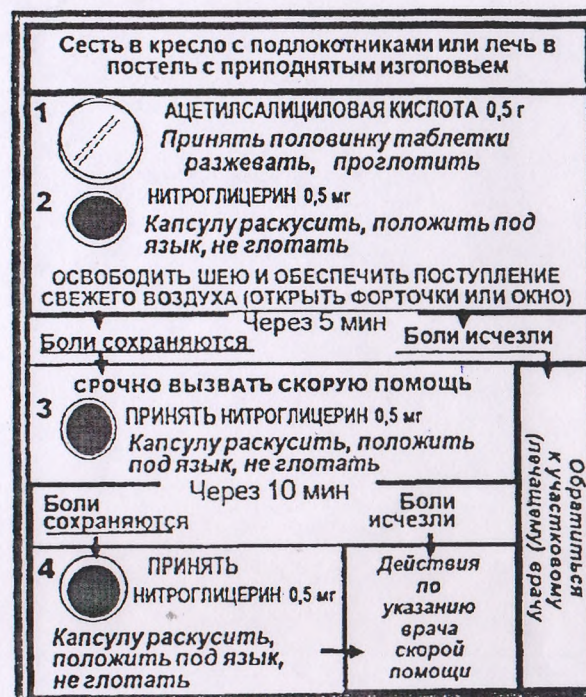 Сесть в кресло с подлокотниками или лечь в
постель с приподнятым изголовьем
1
АЦЕТИЛСАЛИЦИЛОВАЯ КИСЛОТА 0,5 г
Принять половинку таблетки
разжевать, проглотить
2
НИТРОГЛИЦЕРИН 0,5 мг
Капсулу раскусить, положить под
язык, не глотать
ОСВОБОДИТЬ ШЕЮ И ОБЕСПЕЧИТЬ ПОСТУПЛЕНИЕ
СВЕЖЕГО ВОЗДУХА (ОТКРЫТЬ ФОРТОЧКИ ИЛИ ОКНО)
Через 5 мин
Боли сохраняются
Боли исчезли
СРОЧНО ВЫЗВАТЬ СКОРУЮ ПОМОЩЬ
3
ПРИНЯТЬ НИТРОГЛИЦЕРИН 0,5 мг
Капсулу раскусить, положить
под язык, не глотать
Через 10 мин
Боли
сохраняются
Боли
исчезли
4
ПРИНЯТЬ
НИТРОГЛИЦЕРИН 0,5 мг
Капсулу раскусить,
положить под язык,
не глотать
Действия
по
указанию
врача
скорой
помощи
Обратиться
к участковому
(лечащему) врачу